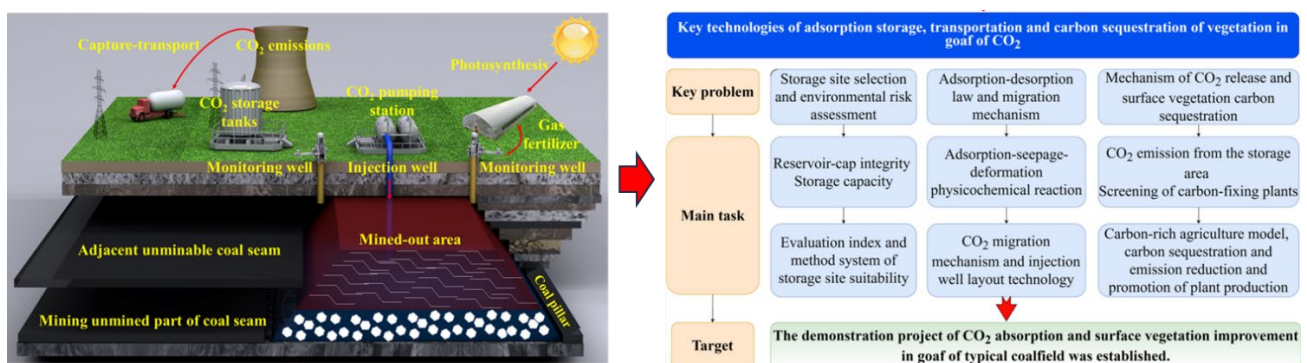 Capture-transport
CO2 emissions
Photosynthesis
CO2 storage
tanks
CO2 pumping
station
Gas
fertilizer
Monitoring well
Injection well
Monitoring well
Adjacent unminable coal seam
Mined-out area
Mining unmined part of coal seam
Coal pillar
Key technologies of adsorption storage, transportation and carbon sequestration of vegetation in
goaf of CO2
Key problem
Storage site selection
and environmental risk
assessment
Adsorption-desorption
law and migration
mechanism
Mechanism of CO2 release and
surface vegetation carbon
sequestration
Main task
Reservoir-cap integrity
Storage capacity
Adsorption-seepage-
deformation
physicochemical reaction
CO2 emission from the storage
area
Screening of carbon-fixing plants
Evaluation index and
method system of
storage site suitability
CO2 migration
mechanism and injection
well layout technology
Carbon-rich agriculture model,
carbon sequestration and
emission reduction and
promotion of plant production
Target
The demonstration project of CO2 absorption and surface vegetation improvement
in goaf of typical coalfield was established.